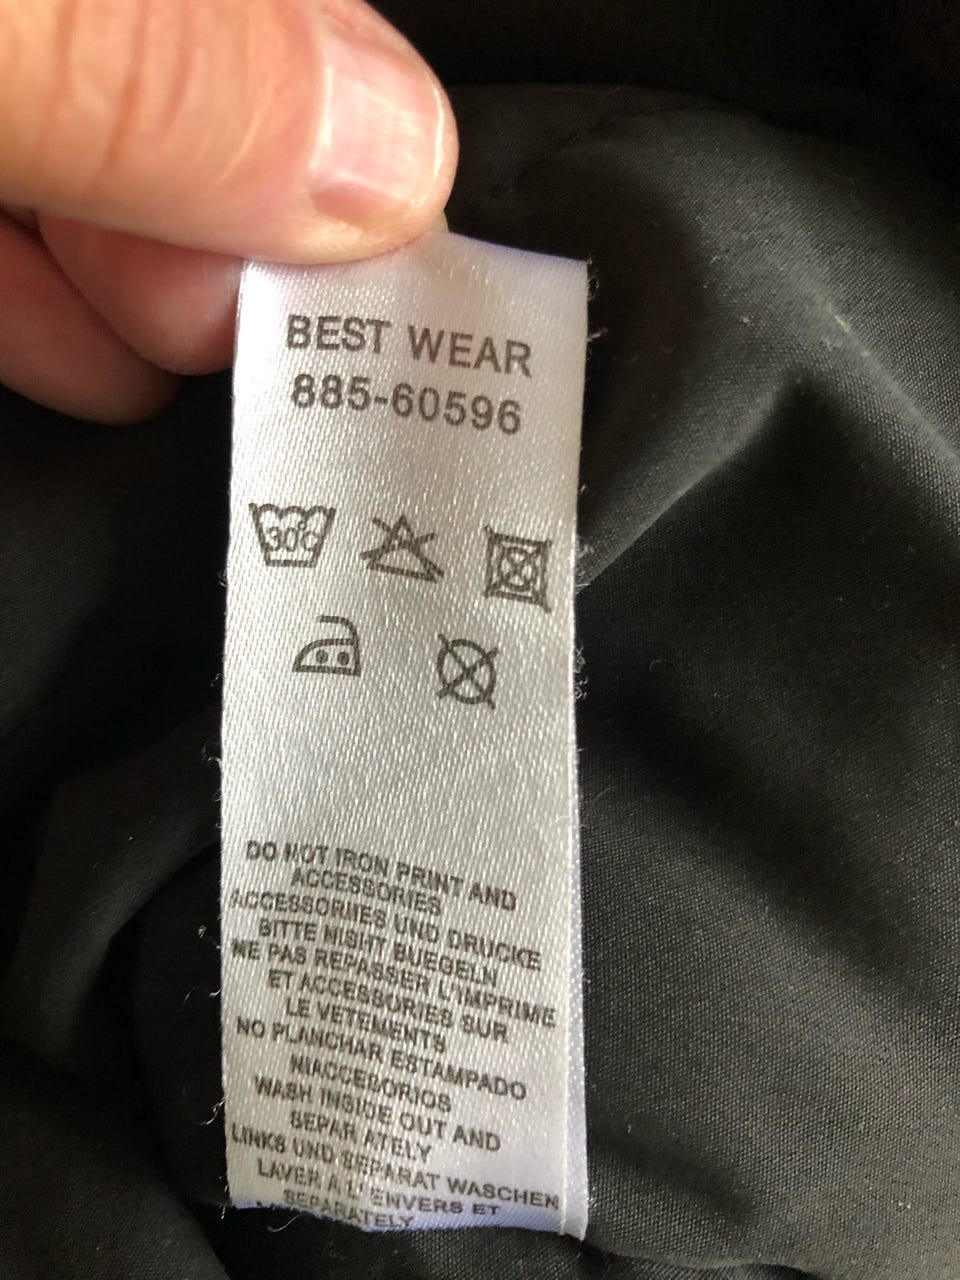 BEST WEAR
885-60596
30°C
DO NOT IRON PRINT AND
ACCESSORIES
ACCESSORIIES UND DRUCKE
BITTE NISHT BUEGELN
NE PAS REPASSER L'IMPRIME
ET ACCESSORIES SUR
LE VETEMENTS
NO PLANCHAR ESTAMPADO
NIACCEBORIOS
WASH INSIDE OUT AND
SEPAR ATELY
LINKS UND SEPARAT WASCHEN
LAVER A L' ENVERS ET
SEPARATELY